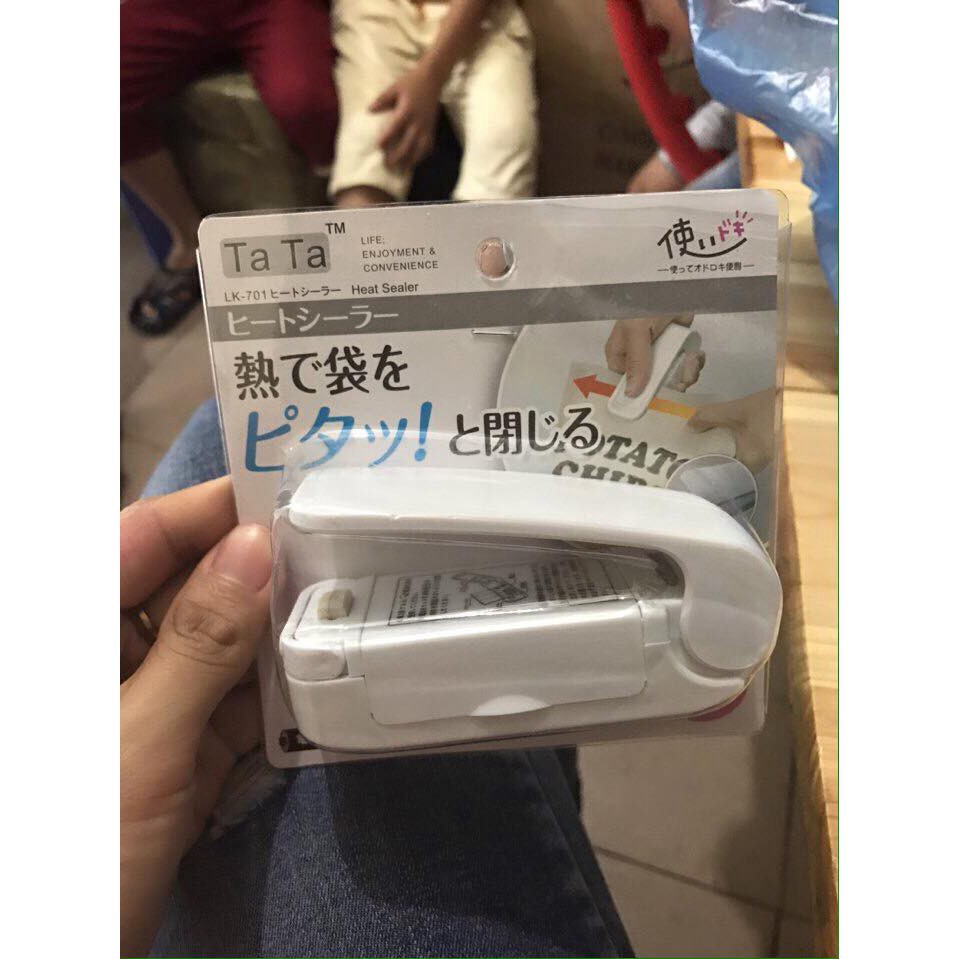 Ta Ta™
LIFE;
ENJOYMENT &
CONVENIENCE
使いドキ
使ってオドロキ便利
LK-701ヒートシーラー Heat Sealer
ヒートシーラー
熱で袋を
ピタッ!と閉じる
POTATO
CHIP